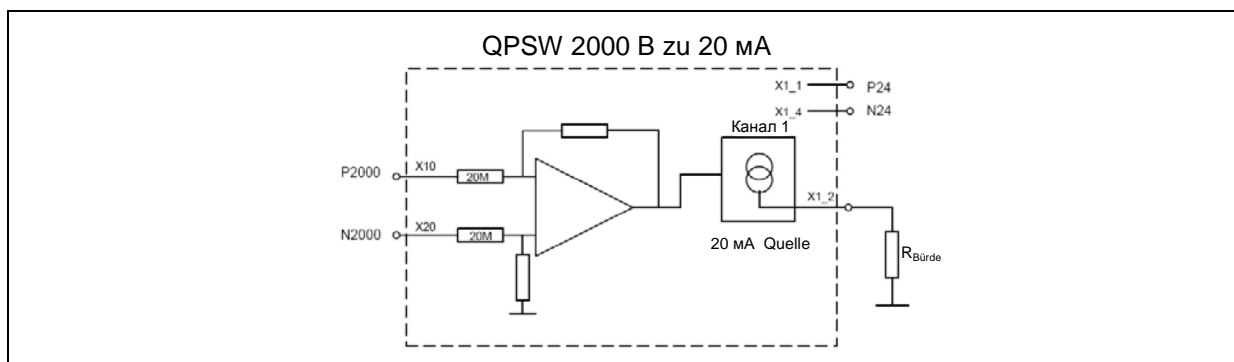 QPSW 2000 В zu 20 мА
X1_1
P24
X1_4
N24
Канал 1
P2000
X10
20M
X1_2
N2000
X20
20M
20 мА Quelle
RBürde